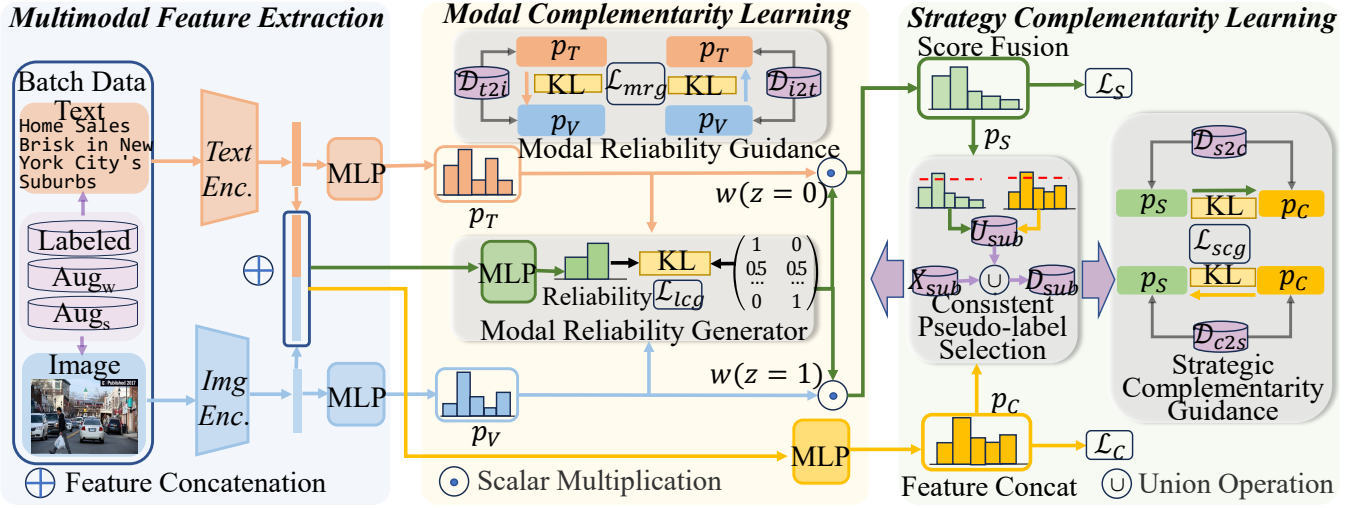 Multimodal Feature Extraction
Batch Data
Text
Home Sales
Brisk in New
York City's
Suburbs
Labeled
Aug_w
Aug_s
Image
© Published 2017
Text
Enc.
Img
Enc.
MLP
MLP
Feature Concatenation
Modal Complementarity Learning
p_T
p_T
D_t2i
KL
L_mrg
KL
D_i2t
p_V
p_V
Modal Reliability Guidance
p_T
w(z = 0)
MLP
KL
1 0
0.5 0.5
... ...
0 1
Reliability
L_lcg
Modal Reliability Generator
w(z = 1)
p_V
MLP
Scalar Multiplication
Strategy Complementarity Learning
Score Fusion
L_S
p_S
U_sub
X_sub
∪
D_sub
Consistent
Pseudo-label
Selection
p_C
L_C
Feature Concat
∪ Union Operation
D_s2c
p_S
KL
p_C
L_scg
p_S
KL
p_C
D_c2s
Strategic
Complementarity
Guidance